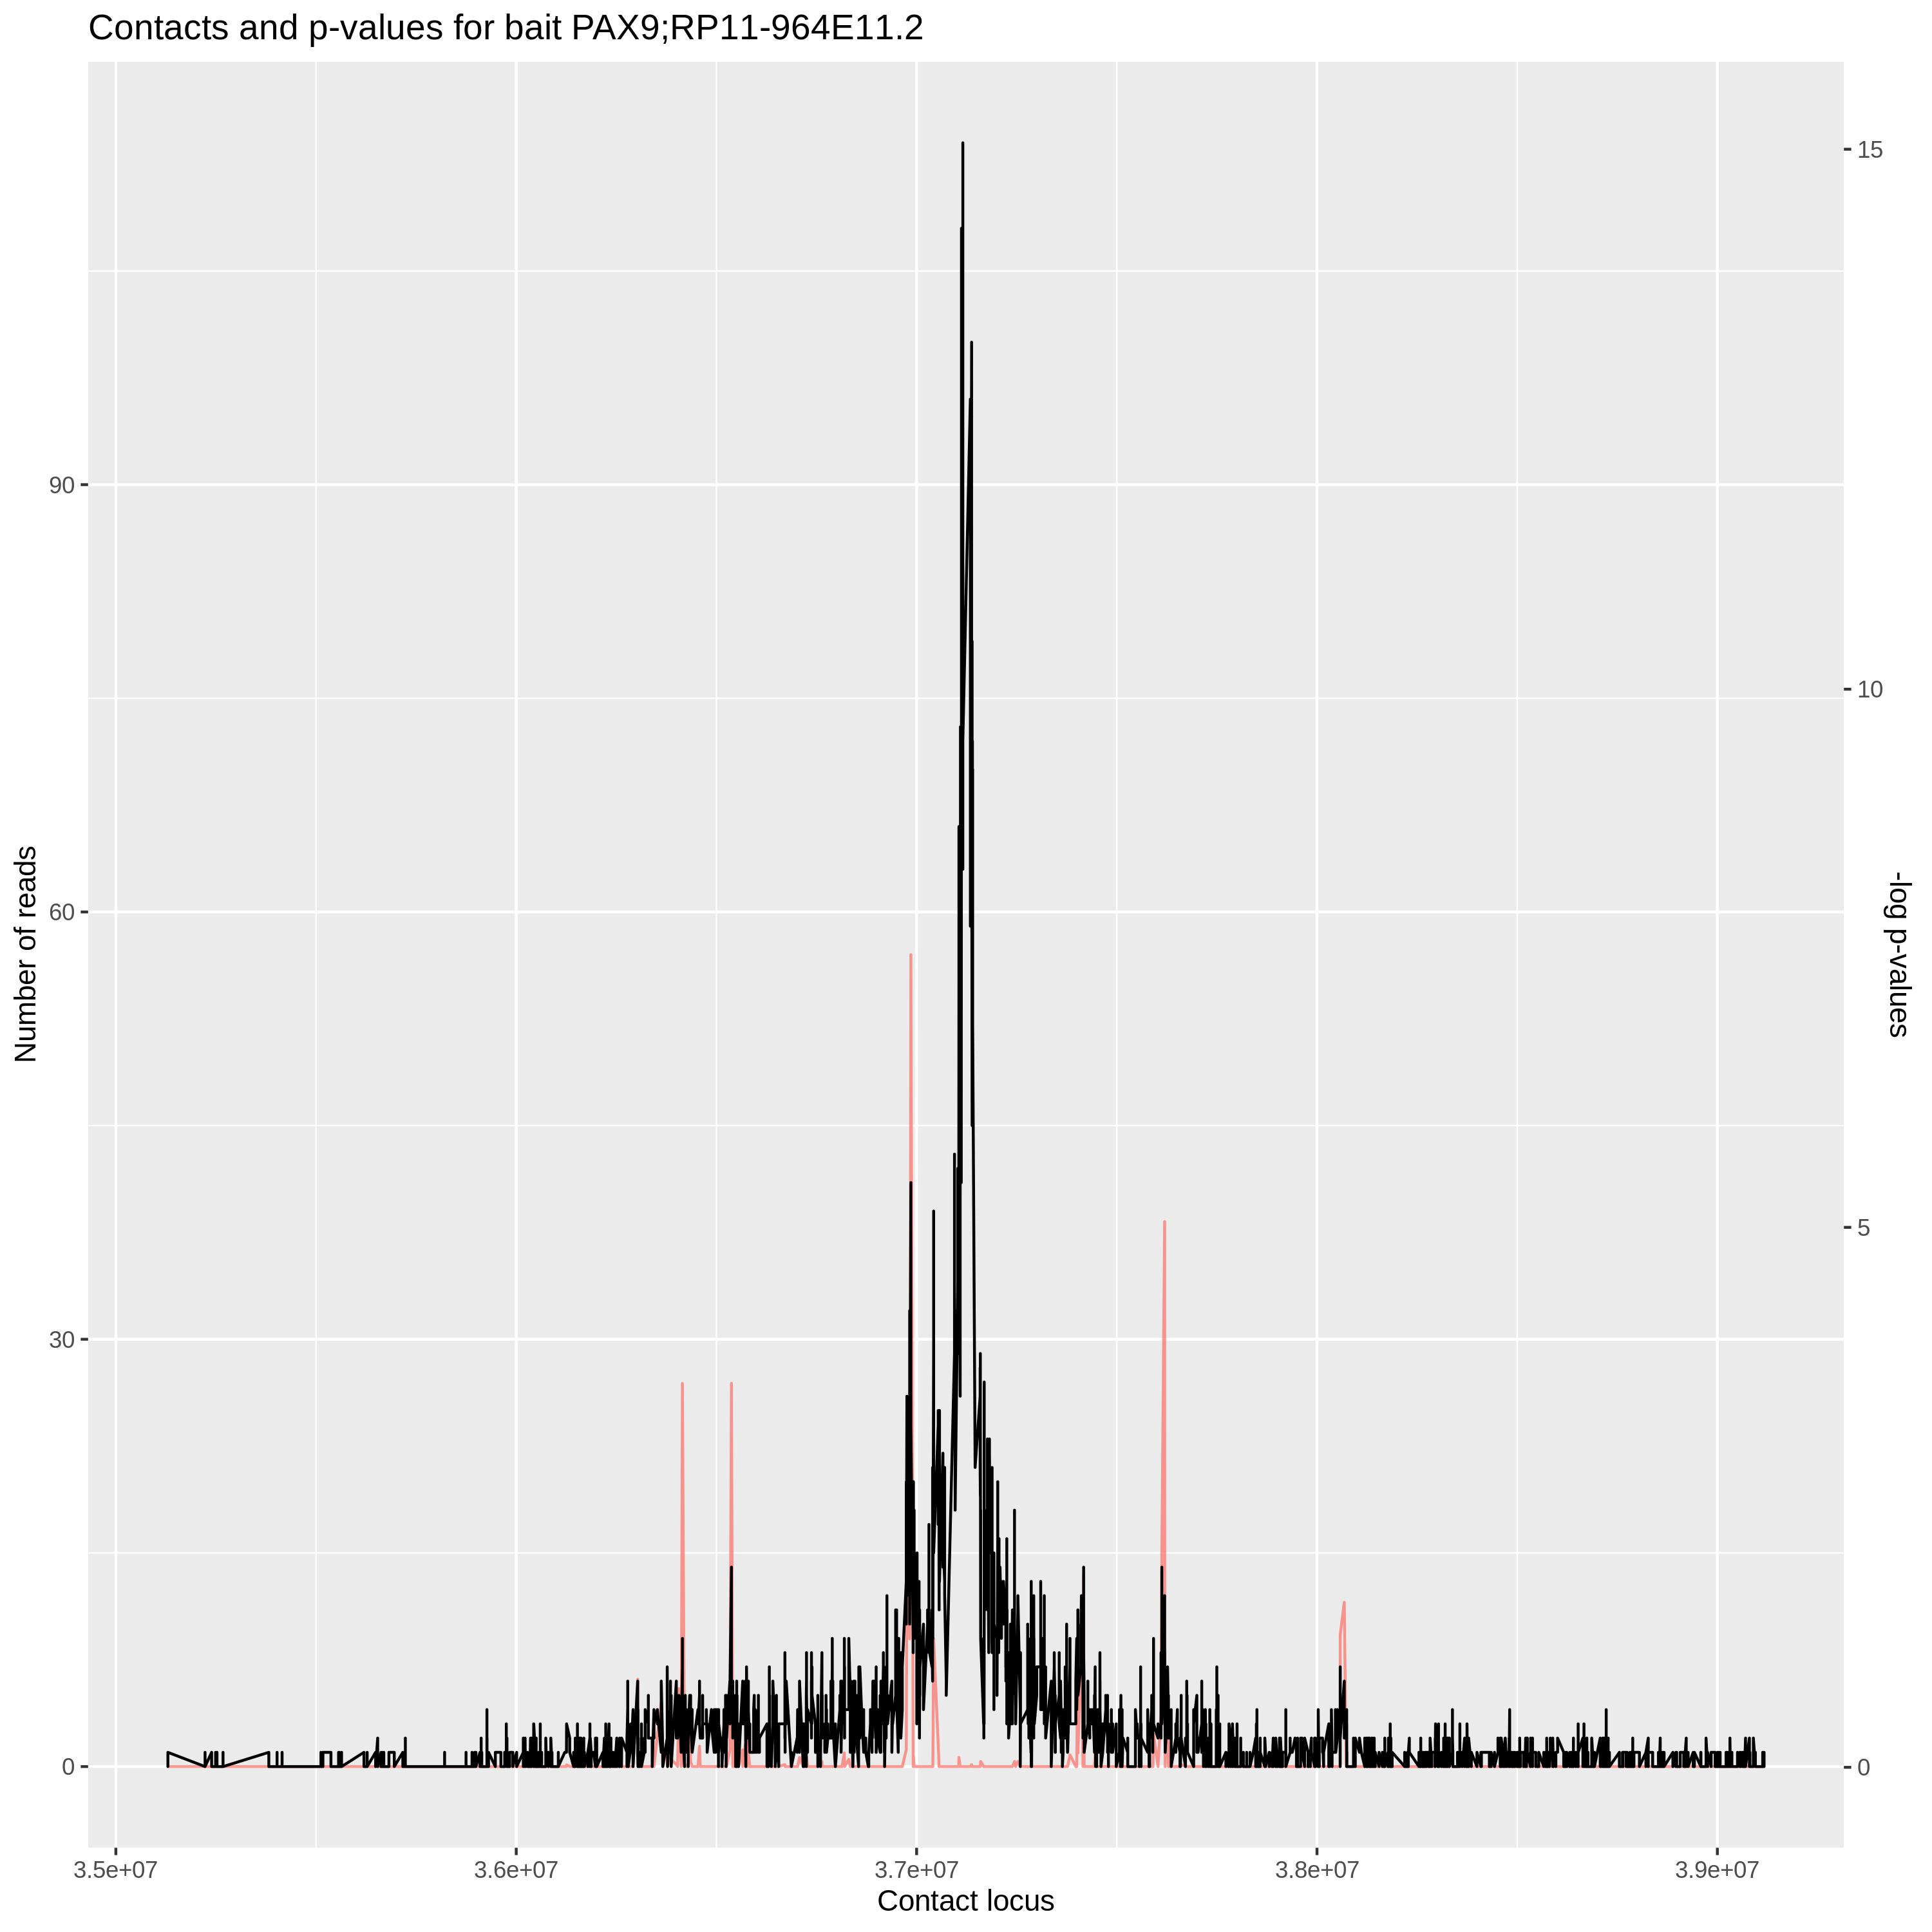 Contacts and p-values for bait PAX9;RP11-964E11.2
Number of reads
90
60
30
0
15
10
5
0
-log p-values
3.5e+07
3.6e+07
3.7e+07
3.8e+07
3.9e+07
Contact locus